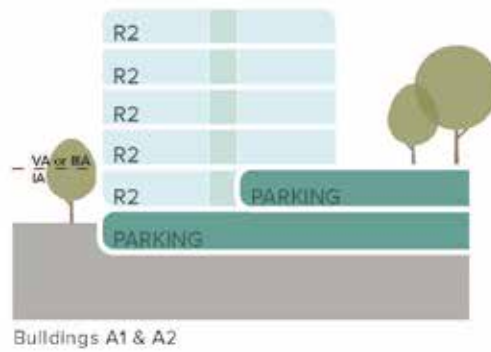 R2
R2
R2
R2
VA or IIIA
IA
R2
PARKING
PARKING
Buildings A1 & A2